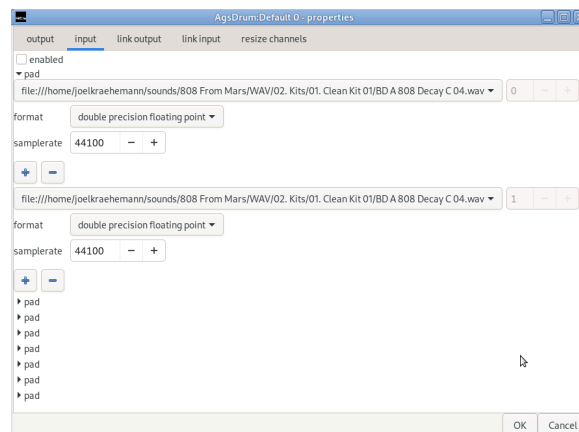 AgsDrum:Default 0 - properties
output input link output link input resize channels
enabled
pad
file:///home/joelkraehemann/sounds/808 From Mars/WAV/02. Kits/01. Clean Kit 01/BD A 808 Decay C 04.wav 0 - +
format double precision floating point
samplerate 44100 - +
+ -
file:///home/joelkraehemann/sounds/808 From Mars/WAV/02. Kits/01. Clean Kit 01/BD A 808 Decay C 04.wav 1 - +
format double precision floating point
samplerate 44100 - +
+ -
pad
pad
pad
pad
pad
pad
pad
OK Cancel